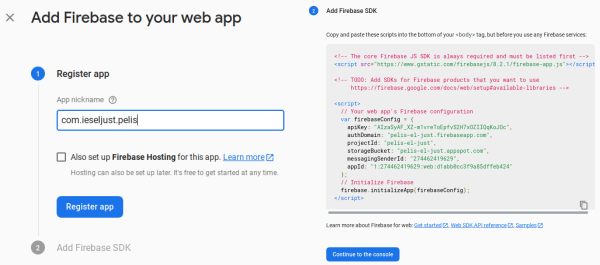 Add Firebase to your web app
1 Register app
App nickname
com.ieseljust.pelis
Also set up Firebase Hosting for this app. Learn more
Hosting can also be set up later. It's free to get started at any time.
Register app
2 Add Firebase SDK
2 Add Firebase SDK
Copy and paste these scripts into the bottom of your <body> tag, but before you use any Firebase services:
<!-- The core Firebase JS SDK is always required and must be listed first -->
<script src="https://www.gstatic.com/firebasejs/8.2.1/firebase-app.js"></script
<!-- TODO: Add SDKs for Firebase products that you want to use
https://firebase.google.com/docs/web/setup#available-libraries -->
<script>
// Your web app's Firebase configuration
var firebaseConfig = {
apiKey:
authDomain: "pelis-el-just.firebaseapp.com",
projectId: "pelis-el-just",
storageBucket: "pelis-el-just.appspot.com",
messagingSenderId: "274462419629",
appId: "1:274462419629:web:d1abb8cc3f9a85dffeb424"
};
// Initialize Firebase
firebase.initializeApp(firebaseConfig);
</script>
Learn more about Firebase for web: Get started, Web SDK API reference, Samples
Continue to the console